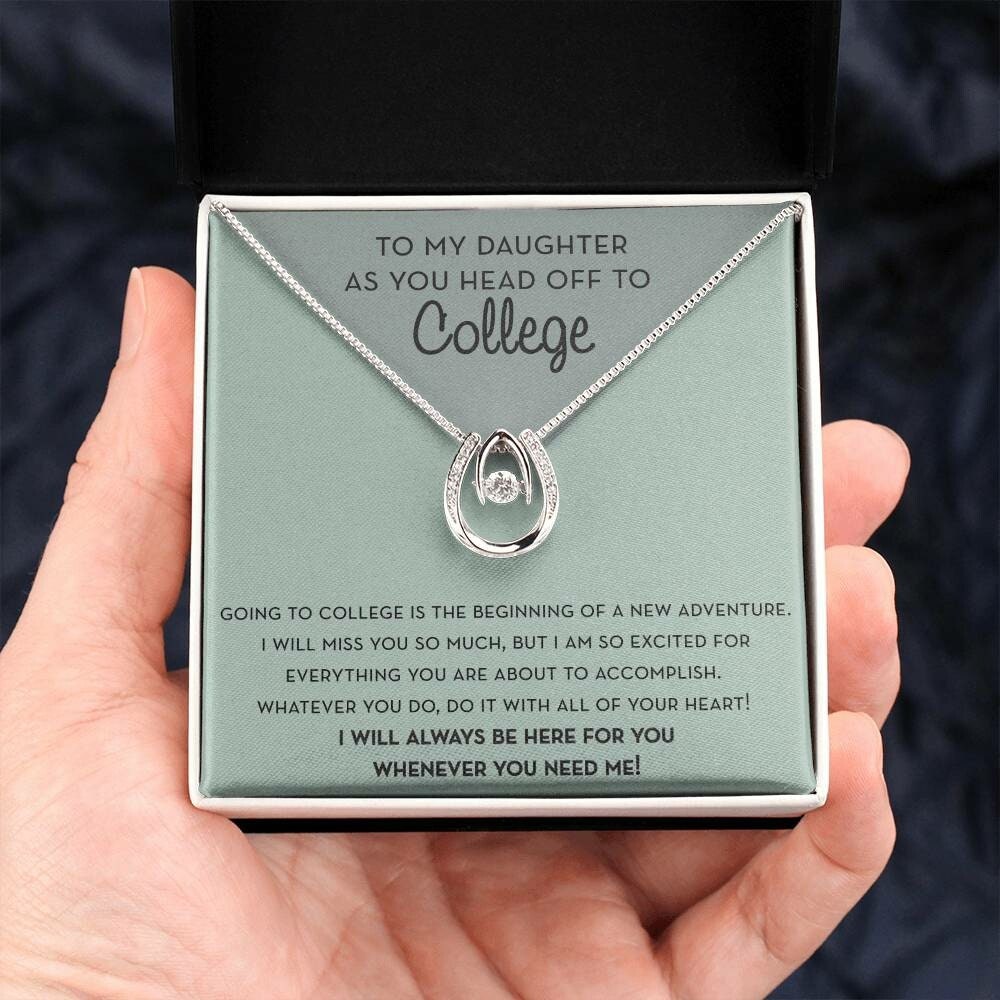 TO MY DAUGHTER
AS YOU HEAD OFF TO
College
GOING TO COLLEGE IS THE BEGINNING OF A NEW ADVENTURE.
I WILL MISS YOU SO MUCH, BUT I AM SO EXCITED FOR
EVERYTHING YOU ARE ABOUT TO ACCOMPLISH.
WHATEVER YOU DO, DO IT WITH ALL OF YOUR HEART!
I WILL ALWAYS BE HERE FOR YOU
WHENEVER YOU NEED ME!